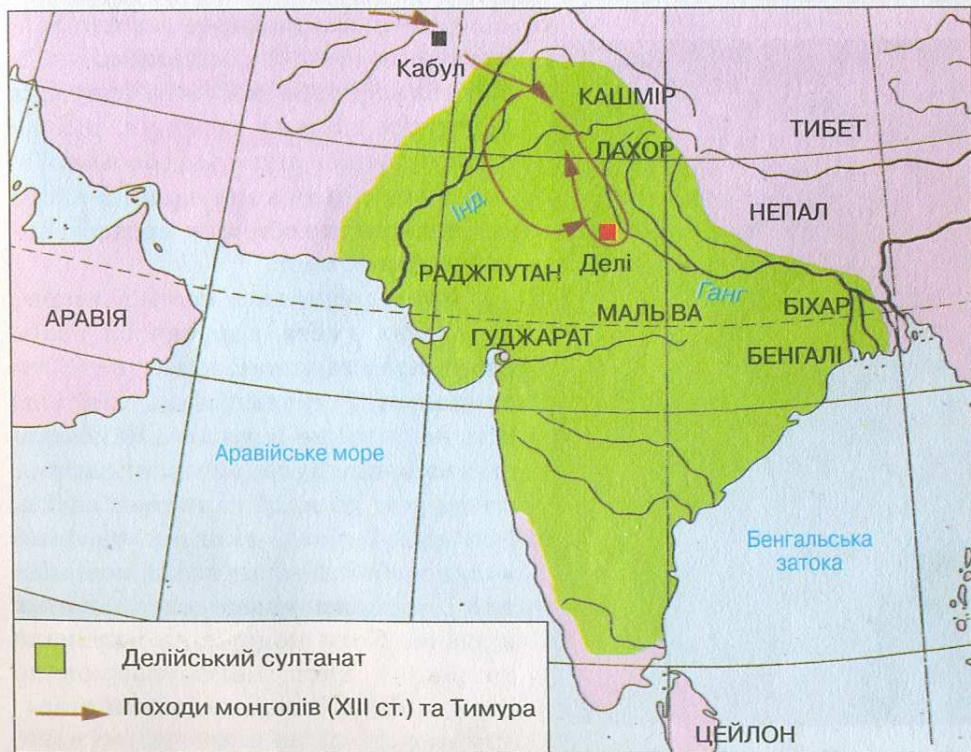 Кабул
КАШМІР
ТИБЕТ
ЛАХОР
НЕПАЛ
Інд
Делі
РАДЖПУТАН
Ганг
МАЛЬВА
БІХАР
АРАВІЯ
ГУДЖАРАТ
БЕНГАЛІ
Аравійське море
Бенгальська
затока
Делійський султанат
Походи монголів (XIII ст.) та Тимура
ЦЕЙЛОН